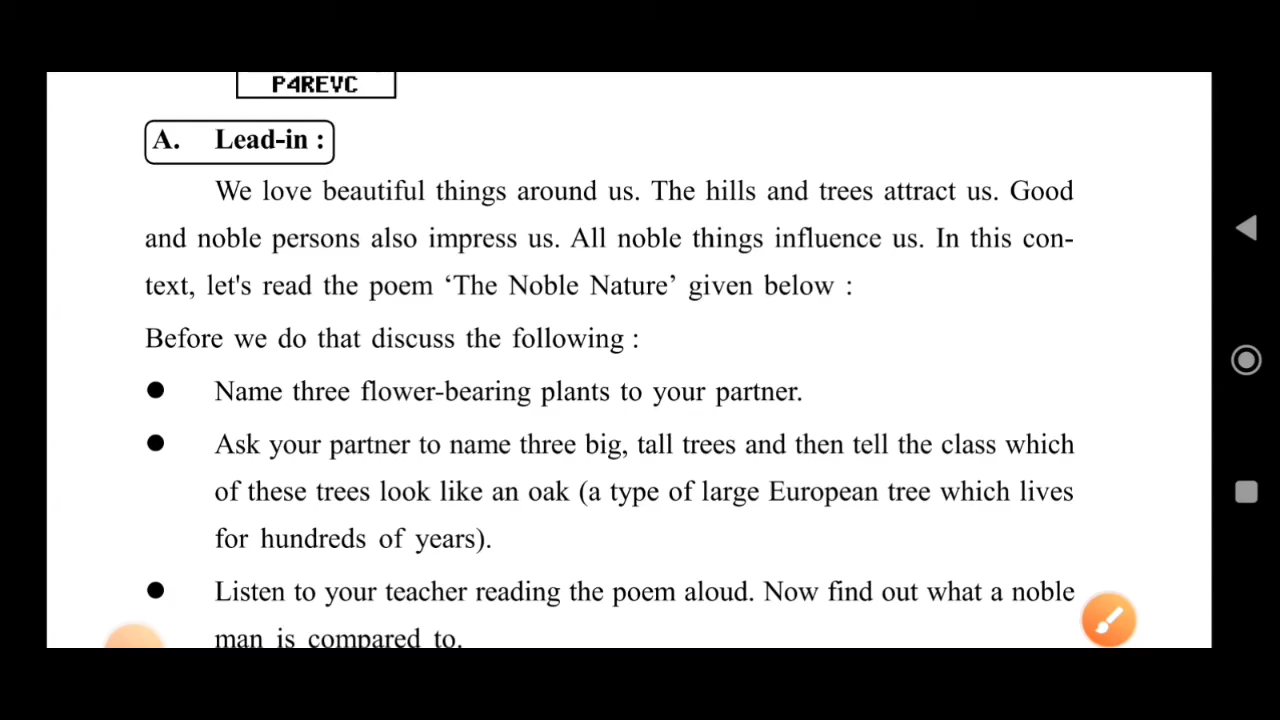 P4REVC
A. Lead-in :
We love beautiful things around us. The hills and trees attract us. Good
and noble persons also impress us. All noble things influence us. In this con-
text, let's read the poem ‘The Noble Nature’ given below :
Before we do that discuss the following :
● Name three flower-bearing plants to your partner.
● Ask your partner to name three big, tall trees and then tell the class which
of these trees look like an oak (a type of large European tree which lives
for hundreds of years).
● Listen to your teacher reading the poem aloud. Now find out what a noble
man is compared to.